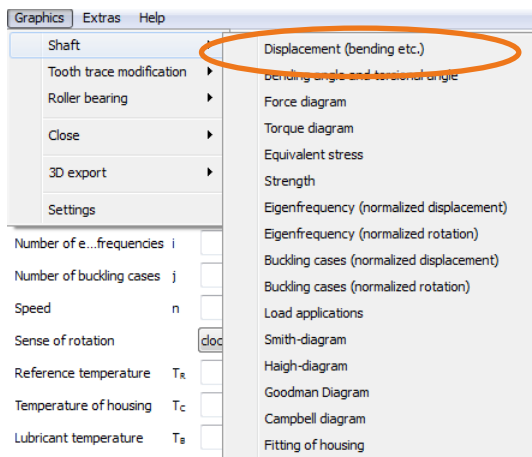 Graphics Extras Help
Shaft
Tooth trace modification
Roller bearing
Close
3D export
Settings
Displacement (bending etc.)
Bending angle and torsional angle
Force diagram
Torque diagram
Equivalent stress
Strength
Eigenfrequency (normalized displacement)
Eigenfrequency (normalized rotation)
Buckling cases (normalized displacement)
Buckling cases (normalized rotation)
Load applications
Smith-diagram
Haigh-diagram
Goodman Diagram
Campbell diagram
Fitting of housing
Number of e...frequencies i
Number of buckling cases j
Speed n
Sense of rotation cloc
Reference temperature TR
Temperature of housing TC
Lubricant temperature TB